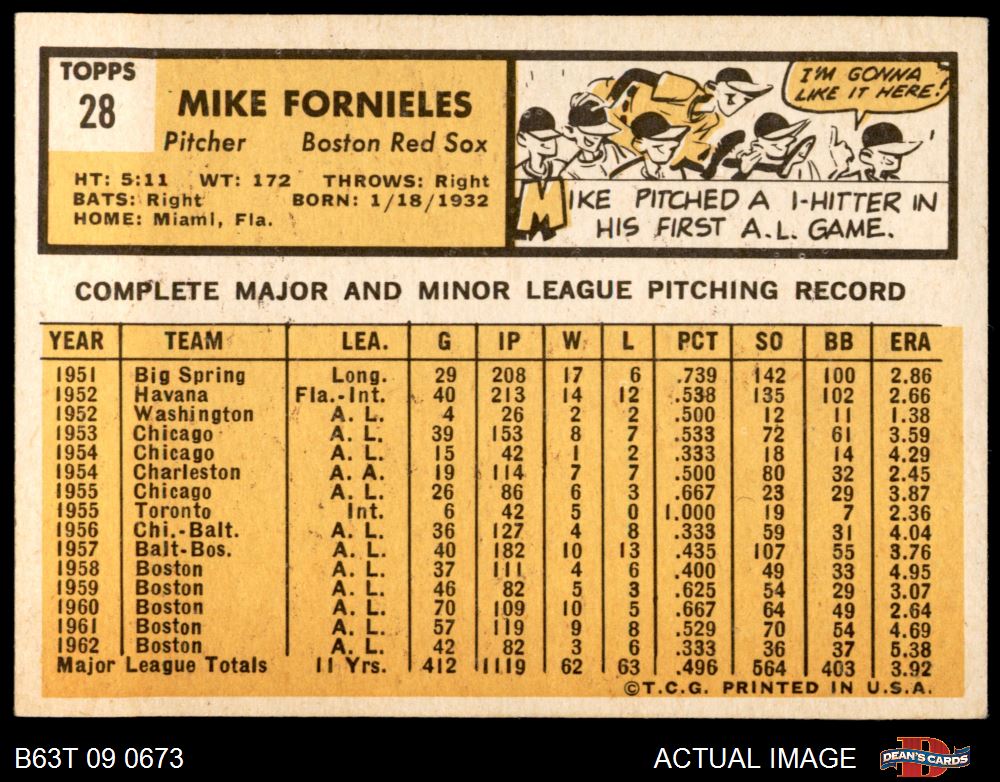 TOPPS
28
MIKE FORNIELES
Pitcher Boston Red Sox
HT: 5:11 WT: 172 THROWS: Right
BATS: Right BORN: 1/18/1932
HOME: Miami, Fla.
I'M GONNA
LIKE IT HERE!
MIKE PITCHED A 1-HITTER IN
HIS FIRST A.L. GAME.
COMPLETE MAJOR AND MINOR LEAGUE PITCHING RECORD
YEAR TEAM LEA. G IP W L PCT SO BB ERA
1951 Big Spring Long. 29 208 17 6 .739 142 100 2.86
1952 Havana Fla.-Int. 40 213 14 12 .538 135 102 2.66
1952 Washington A. L. 4 26 2 2 .500 12 11 1.38
1953 Chicago A. L. 39 153 8 7 .533 72 61 3.59
1954 Chicago A. L. 15 42 1 2 .333 18 14 4.29
1954 Charleston A. A. 19 114 7 7 .500 80 32 2.45
1955 Chicago A. L. 26 86 6 3 .667 23 29 3.87
1955 Toronto Int. 6 42 5 0 1.000 19 7 2.36
1956 Chi.-Balt. A. L. 36 127 4 8 .333 59 31 4.04
1957 Balt-Bos. A. L. 40 182 10 13 .435 107 55 3.76
1958 Boston A. L. 37 111 4 6 .400 49 33 4.95
1959 Boston A. L. 46 82 5 3 .625 54 29 3.07
1960 Boston A. L. 70 109 10 5 .667 64 49 2.64
1961 Boston A. L. 57 119 9 8 .529 70 54 4.69
1962 Boston A. L. 42 82 3 6 .333 36 37 5.38
Major League Totals 11 Yrs. 412 1119 62 63 .496 564 403 3.92
©T.C.G. PRINTED IN U.S.A.
B63T 09 0673 ACTUAL IMAGE DEAN'S CARDS